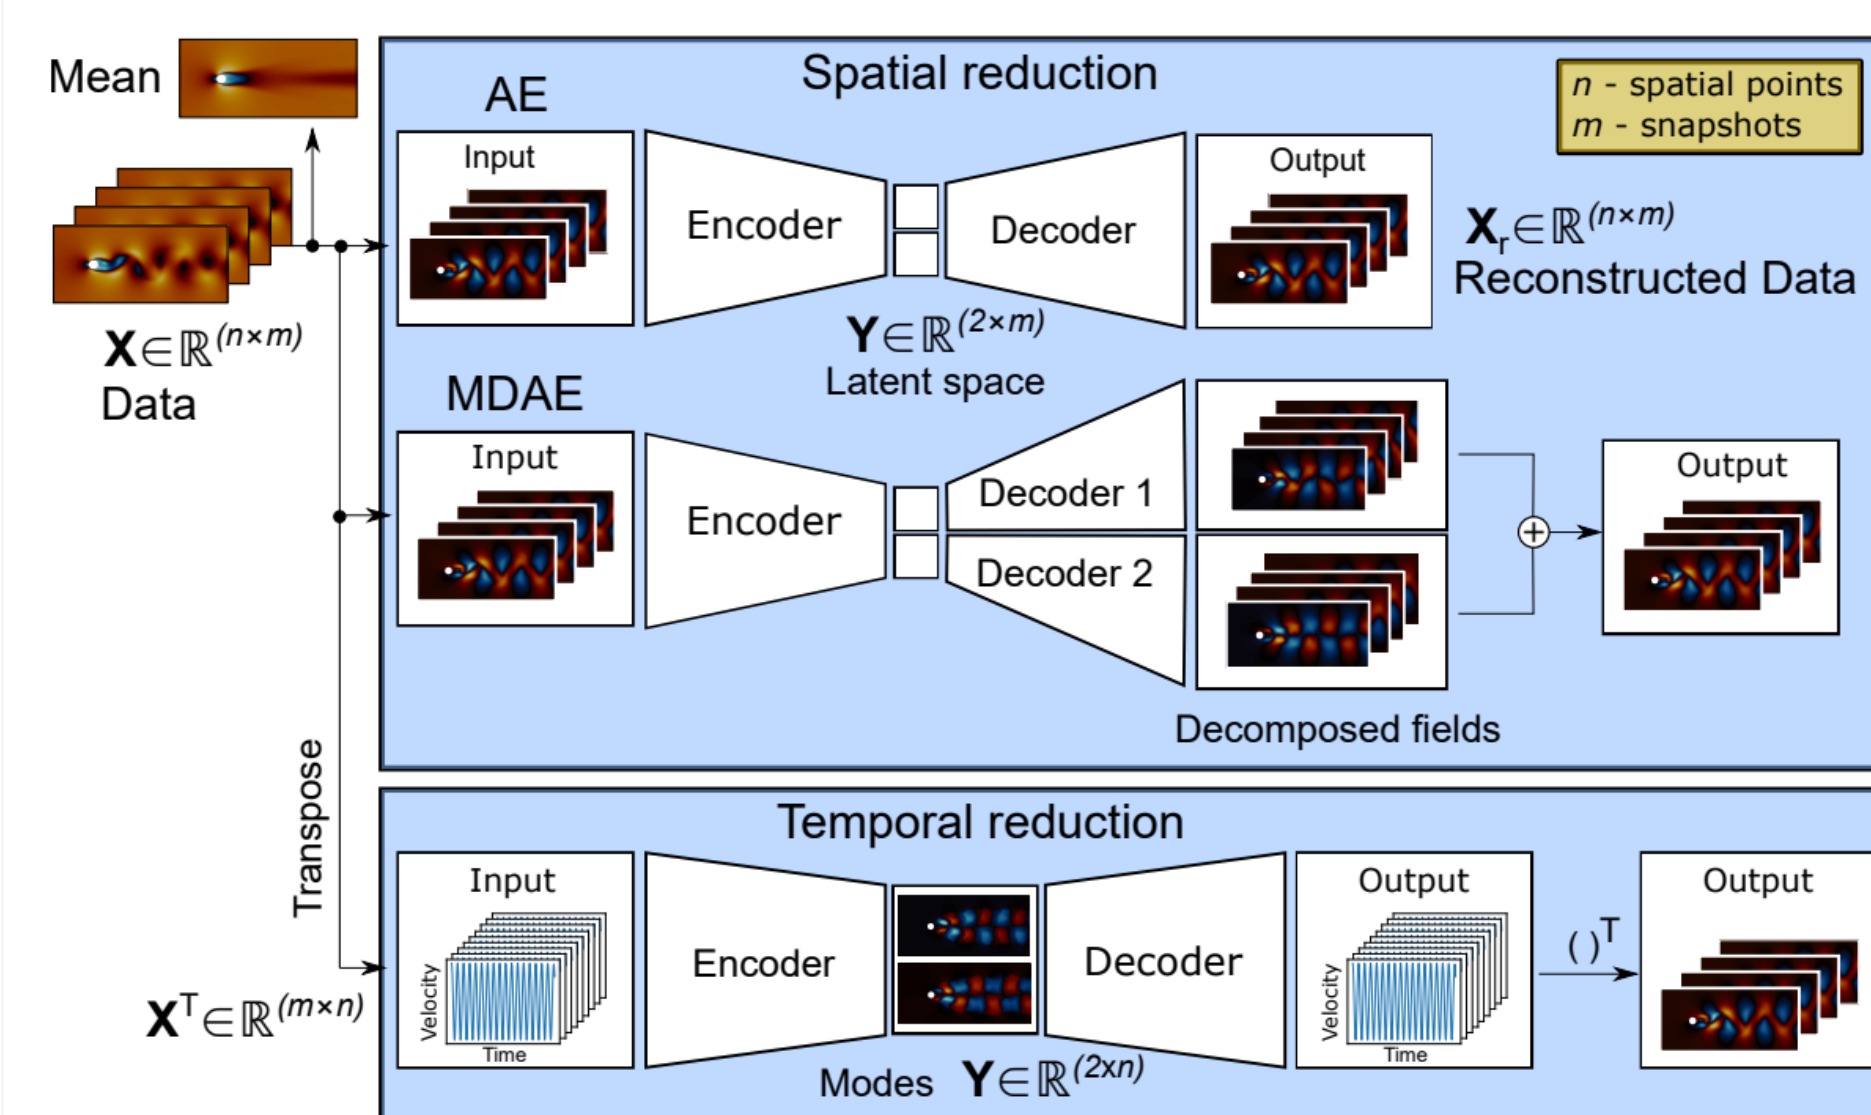 Mean
Spatial reduction
n - spatial points
m - snapshots
AE
Input
Encoder
Decoder
Output
X∈ℝ(n×m)
Data
Xr∈ℝ(n×m)
Reconstructed Data
Y∈ℝ(2×m)
Latent space
MDAE
Input
Encoder
Decoder 1
Decoder 2
+
Output
Decomposed fields
Transpose
Temporal reduction
XT∈ℝ(m×n)
Input
Velocity
Time
Encoder
Modes Y∈ℝ(2xn)
Decoder
Output
Velocity
Time
( )T
Output